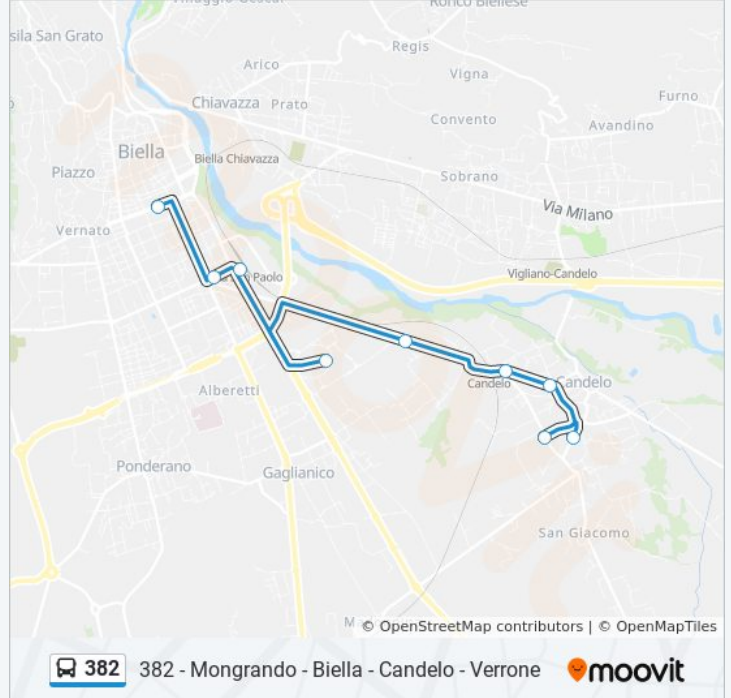 Ronco Biellese
sila San Grato
Regis
Arico
Vigna
Chiavazza
Prato
Furno
Convento
Avandino
Biella
Biella Chiavazza
Piazzo
Sobrano
Via Milano
Vernato
Vigliano-Candelo
Paolo
Candelo
Candelo
Alberetti
Ponderano
Gaglianico
San Giacomo
M
© OpenStreetMap contributors | © OpenMapTiles
382
382 - Mongrando - Biella - Candelo - Verrone
moovit